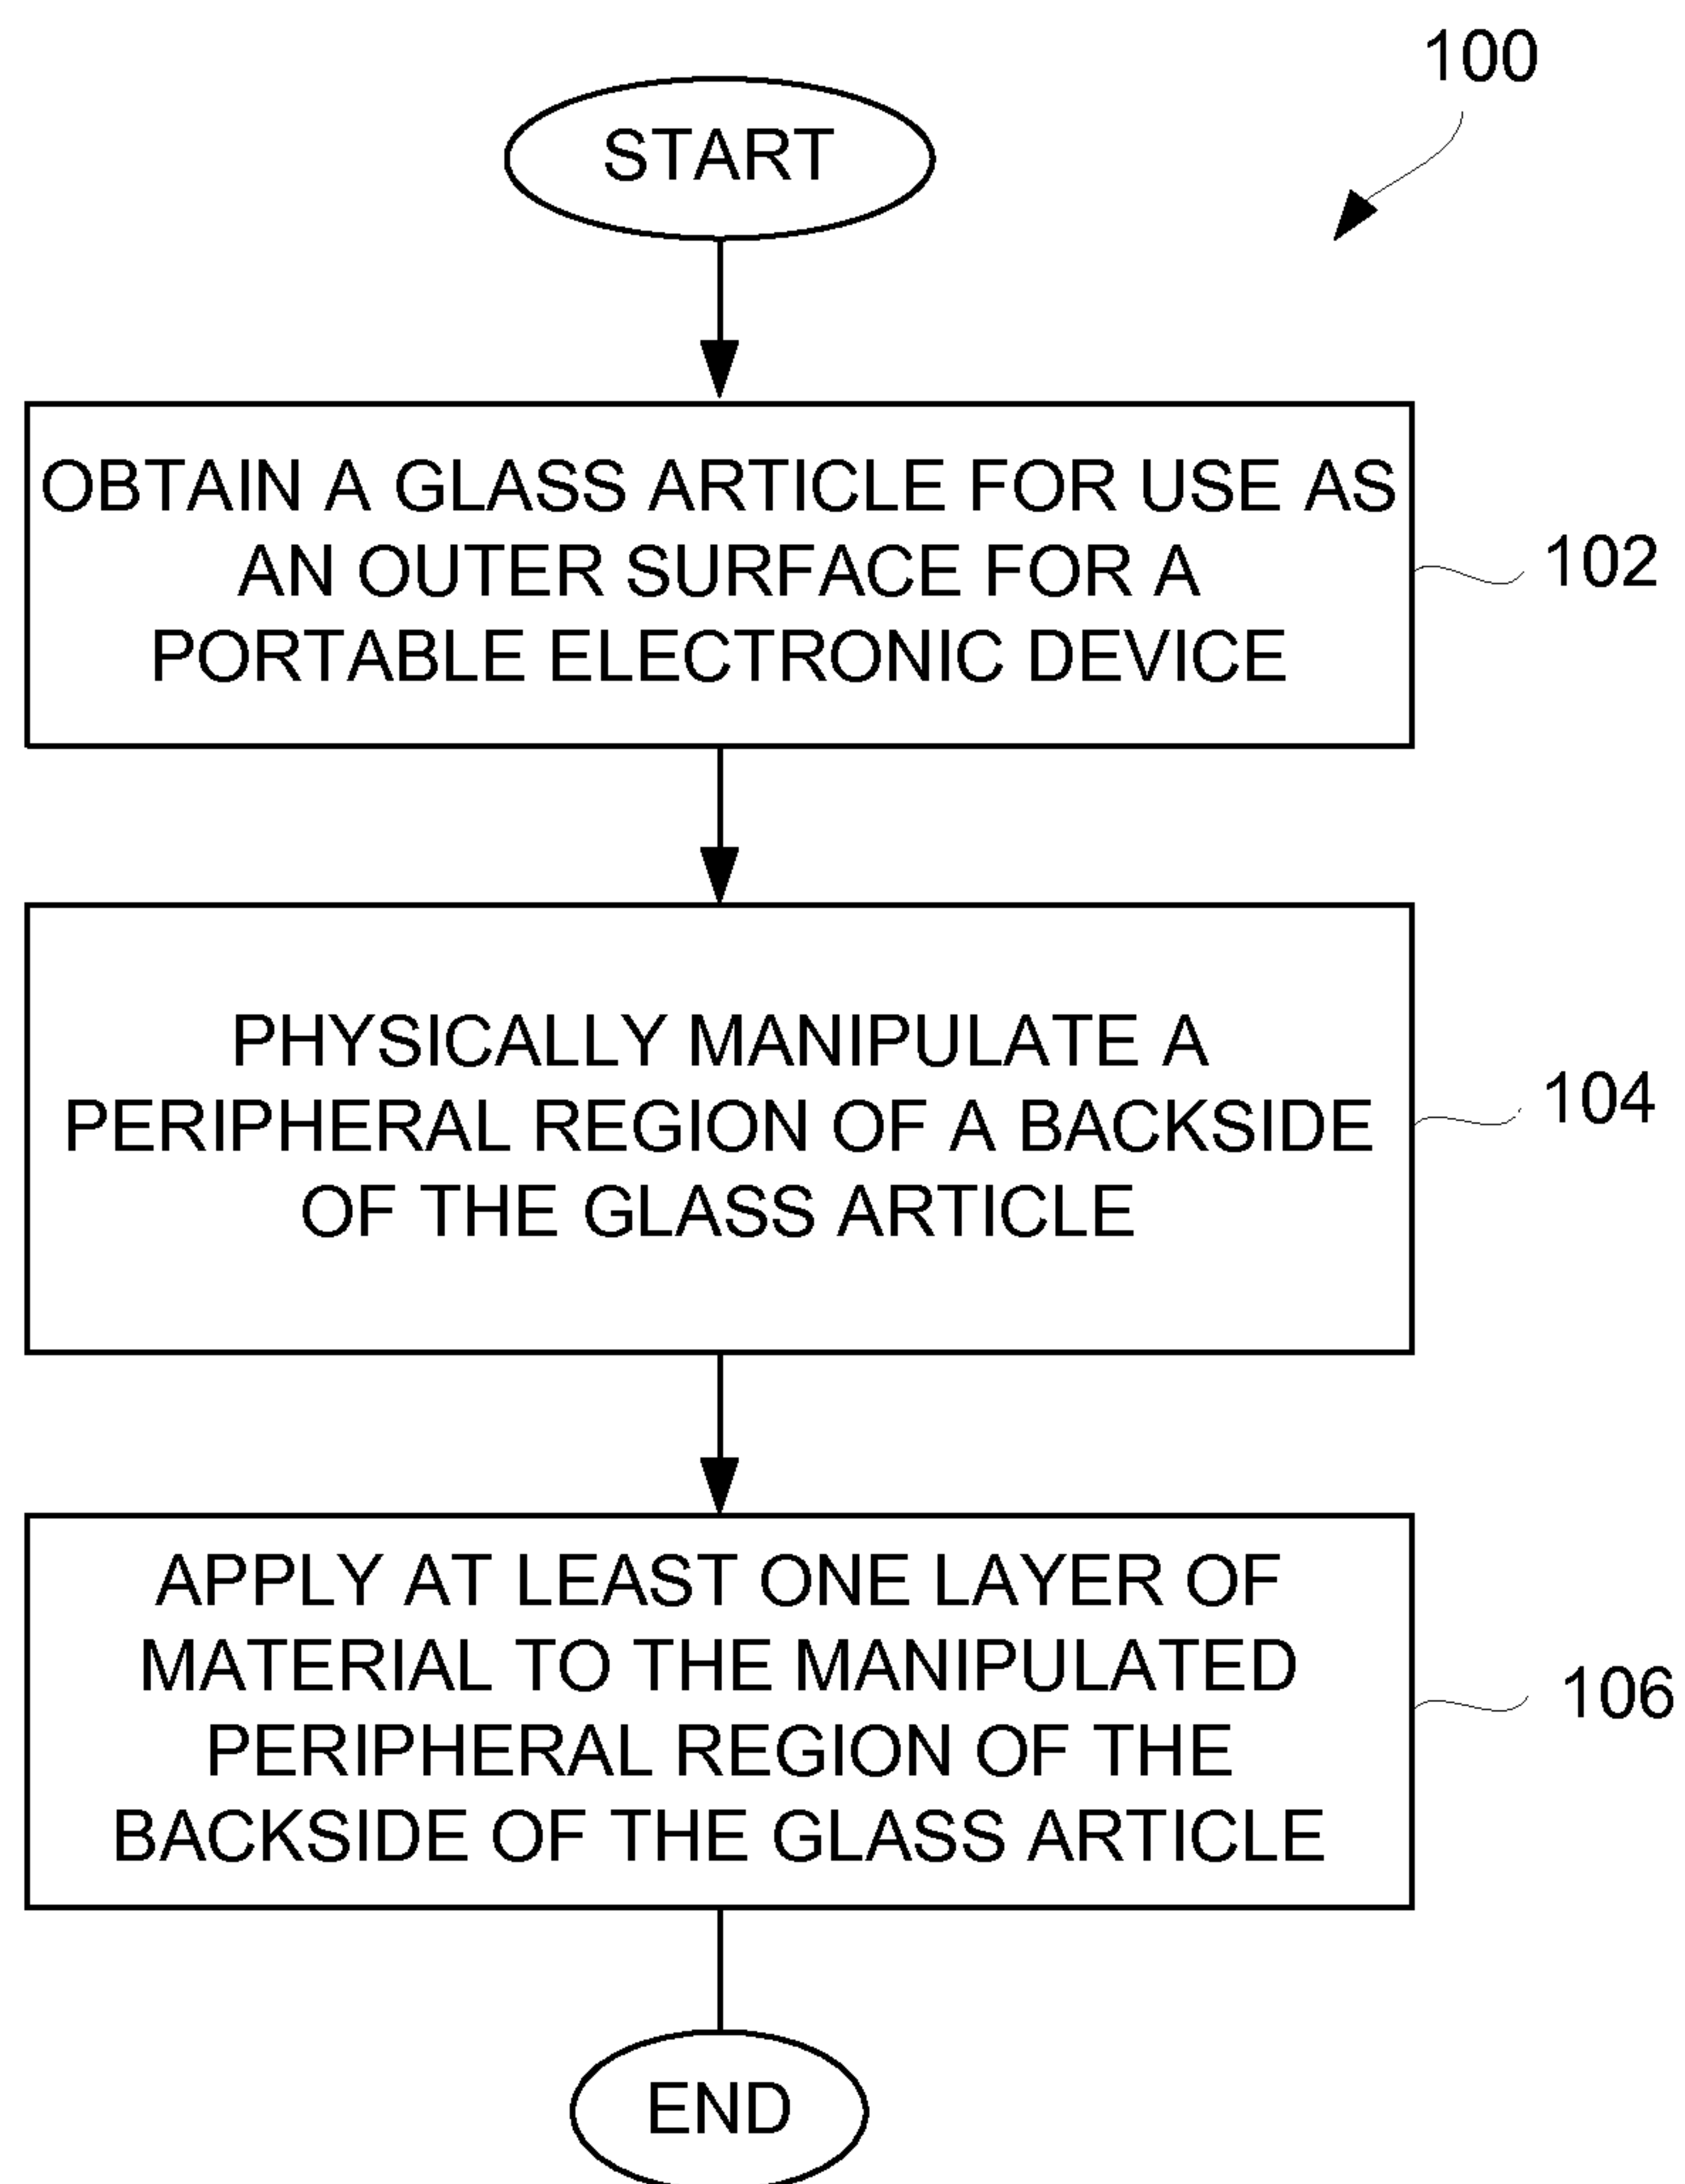 100
START
OBTAIN A GLASS ARTICLE FOR USE AS
AN OUTER SURFACE FOR A
PORTABLE ELECTRONIC DEVICE
102
PHYSICALLY MANIPULATE A
PERIPHERAL REGION OF A BACKSIDE
OF THE GLASS ARTICLE
104
APPLY AT LEAST ONE LAYER OF
MATERIAL TO THE MANIPULATED
PERIPHERAL REGION OF THE
BACKSIDE OF THE GLASS ARTICLE
106
END